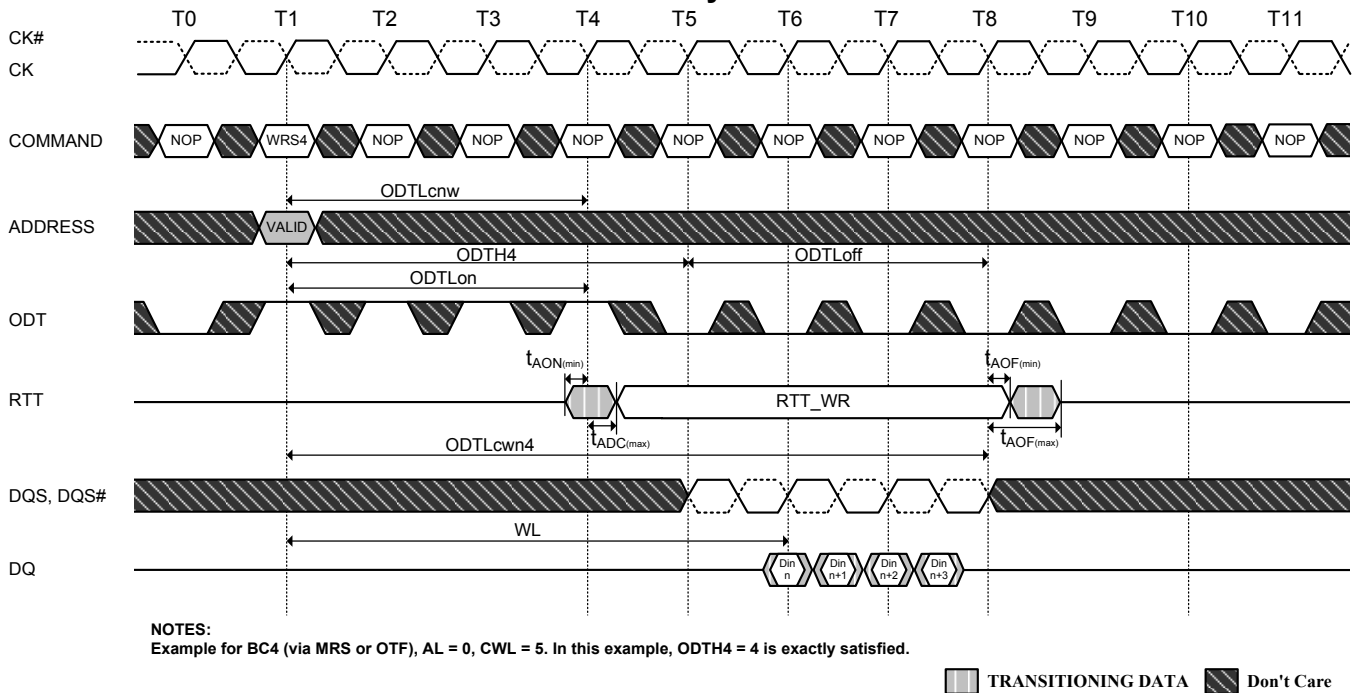 T0 T1 T2 T3 T4 T5 T6 T7 T8 T9 T10 T11
CK#
CK
COMMAND NOP WRS4 NOP NOP NOP NOP NOP NOP NOP NOP NOP NOP
ODTLcnw
ADDRESS VALID
ODTH4 ODTLoff
ODTLon
ODT
tAON(min) tAOF(min)
RTT RTT_WR
tADC(max) tAOF(max)
ODTLcwn4
DQS, DQS#
WL
DQ Din n Din n+1 Din n+2 Din n+3
NOTES:
Example for BC4 (via MRS or OTF), AL = 0, CWL = 5. In this example, ODTH4 = 4 is exactly satisfied.
TRANSITIONING DATA Don't Care